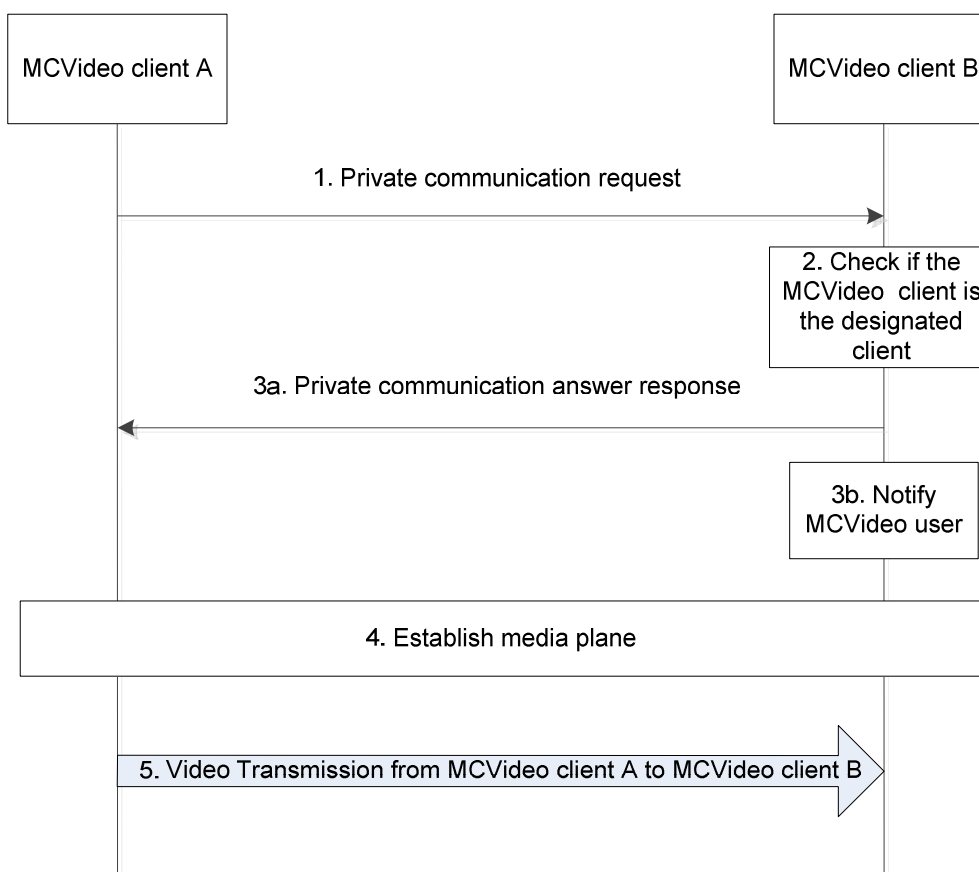 MCVideo client A
MCVideo client B
1. Private communication request
2. Check if the
MCVideo client is
the designated
client
3a. Private communication answer response
3b. Notify
MCVideo user
4. Establish media plane
5. Video Transmission from MCVideo client A to MCVideo client B